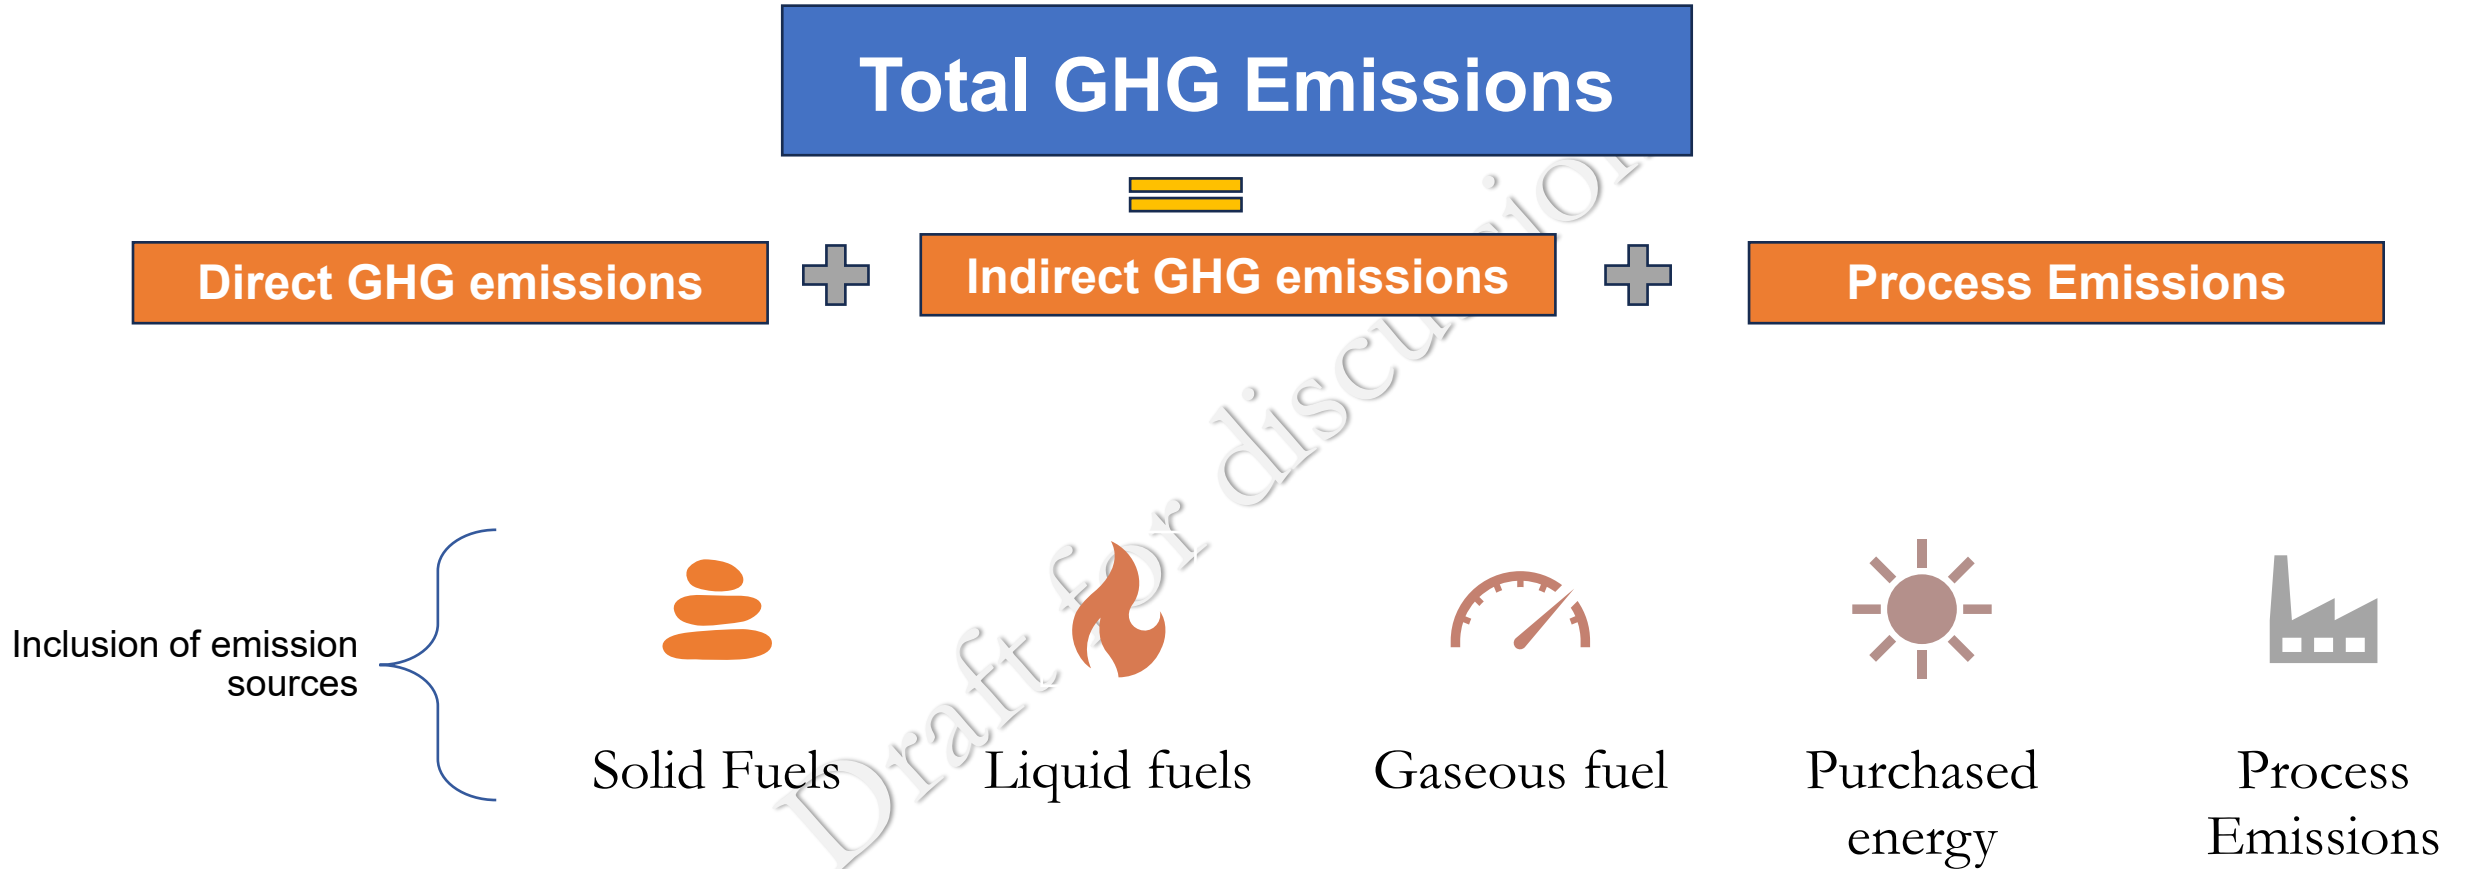 Total GHG Emissions
Direct GHG emissions
Indirect GHG emissions
Process Emissions
Draft for discussion
Inclusion of emission
sources
Solid Fuels
Liquid fuels
Gaseous fuel
Purchased
energy
Process
Emissions